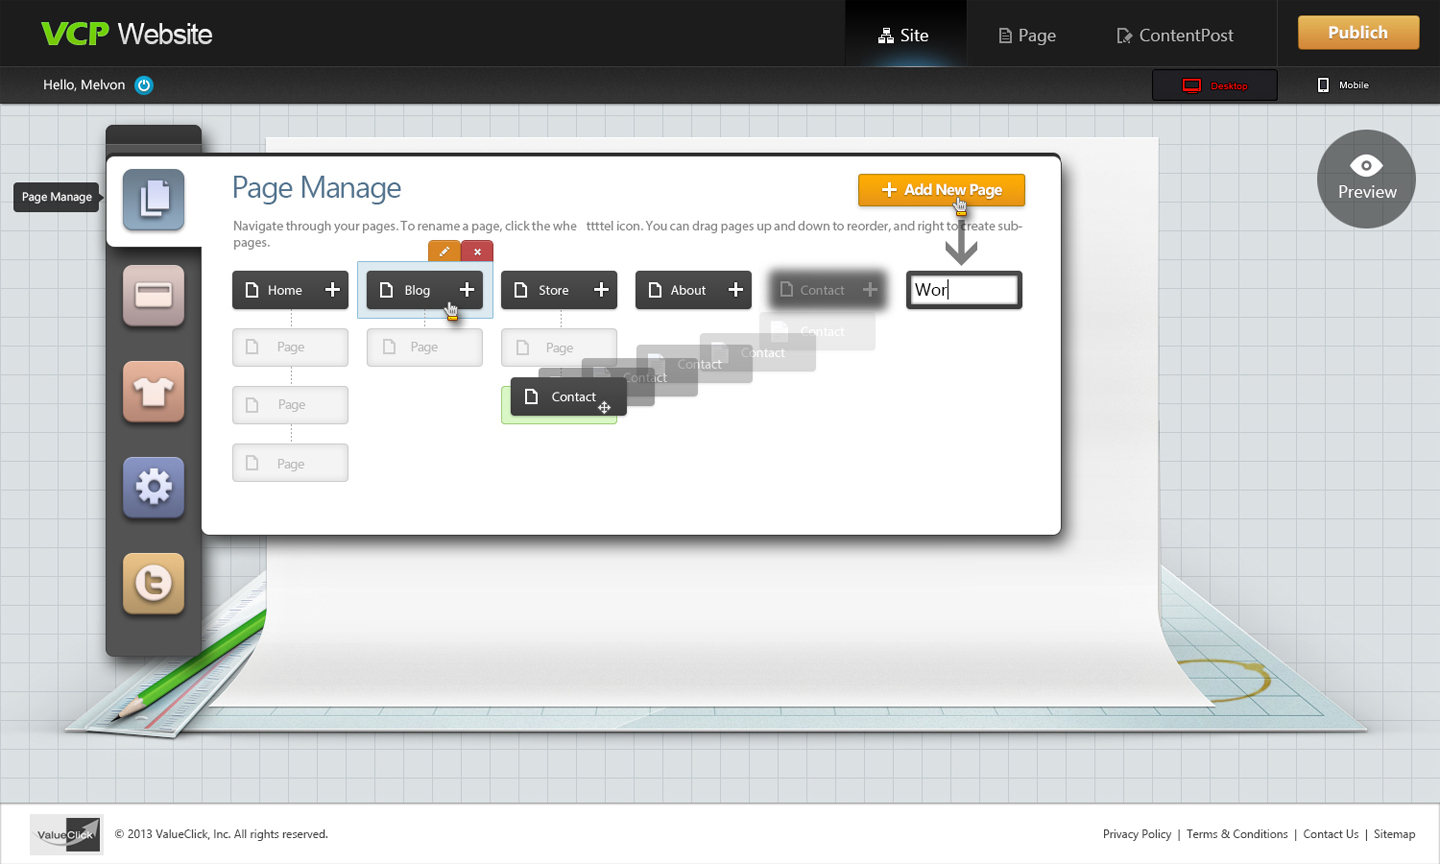 VCP Website
Site
Page
ContentPost
Publich
Hello, Melvon
Desktop
Mobile
Page Manage
Page Manage
Add New Page
Preview
Navigate through your pages. To rename a page, click the whe ttttel icon. You can drag pages up and down to reorder, and right to create sub-
pages.
Home
Blog
Store
About
Contact
Wor
Page
Page
Page
Contact
Contact
Contact
Contact
Page
Contact
Page
ValueClick
© 2013 ValueClick, Inc. All rights reserved.
Privacy Policy | Terms & Conditions | Contact Us | Sitemap